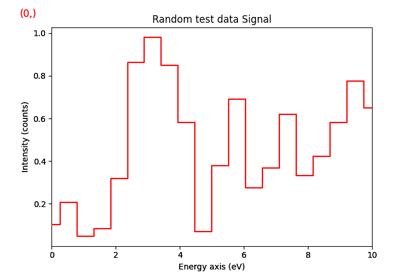 (0,)
Random test data Signal
1.0
0.8
0.6
0.4
0.2
Intensity (counts)
0 2 4 6 8 10
Energy axis (eV)